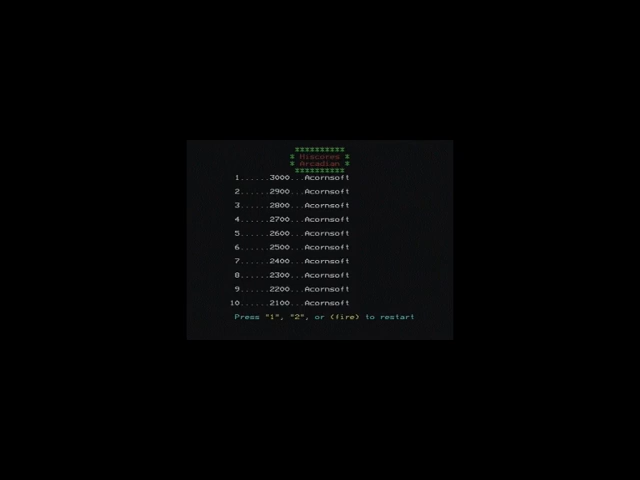 **********
* Hiscores *
* Arcadian *
**********
1......3000...Acornsoft
2......2900...Acornsoft
3......2800...Acornsoft
4......2700...Acornsoft
5......2600...Acornsoft
6......2500...Acornsoft
7......2400...Acornsoft
8......2300...Acornsoft
9......2200...Acornsoft
10......2100...Acornsoft
Press "1", "2", or (fire) to restart